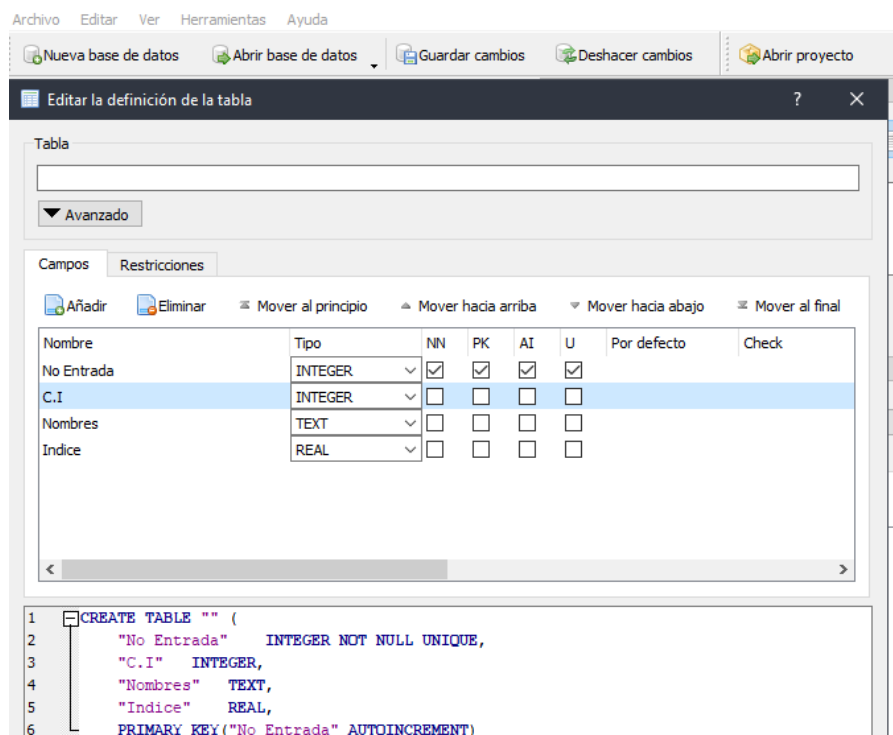 Archivo Editar Ver Herramientas Ayuda
Nueva base de datos Abrir base de datos Guardar cambios Deshacer cambios Abrir proyecto
Editar la definición de la tabla ? ×
Tabla
Avanzado
Campos Restricciones
Añadir Eliminar Mover al principio Mover hacia arriba Mover hacia abajo Mover al final
Nombre Tipo NN PK AI U Por defecto Check
No Entrada INTEGER
C.I INTEGER
Nombres TEXT
Indice REAL
1 CREATE TABLE "" (
2 "No Entrada" INTEGER NOT NULL UNIQUE,
3 "C.I" INTEGER,
4 "Nombres" TEXT,
5 "Indice" REAL,
6 PRIMARY KEY("No Entrada" AUTOINCREMENT)